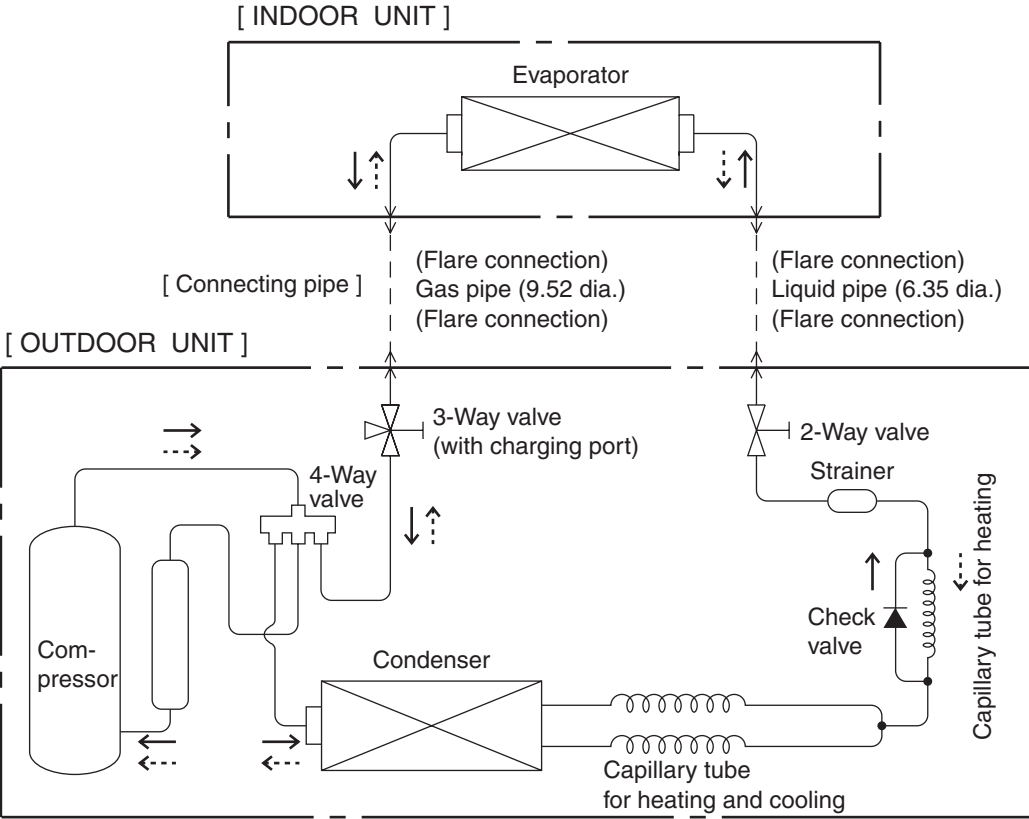 [ INDOOR UNIT ]
Evaporator
(Flare connection)
Gas pipe (9.52 dia.)
(Flare connection)
(Flare connection)
Liquid pipe (6.35 dia.)
(Flare connection)
[ Connecting pipe ]
[ OUTDOOR UNIT ]
3-Way valve
(with charging port)
2-Way valve
4-Way
valve
Strainer
Capillary tube for heating
Check
valve
Com-
pressor
Condenser
Capillary tube
for heating and cooling